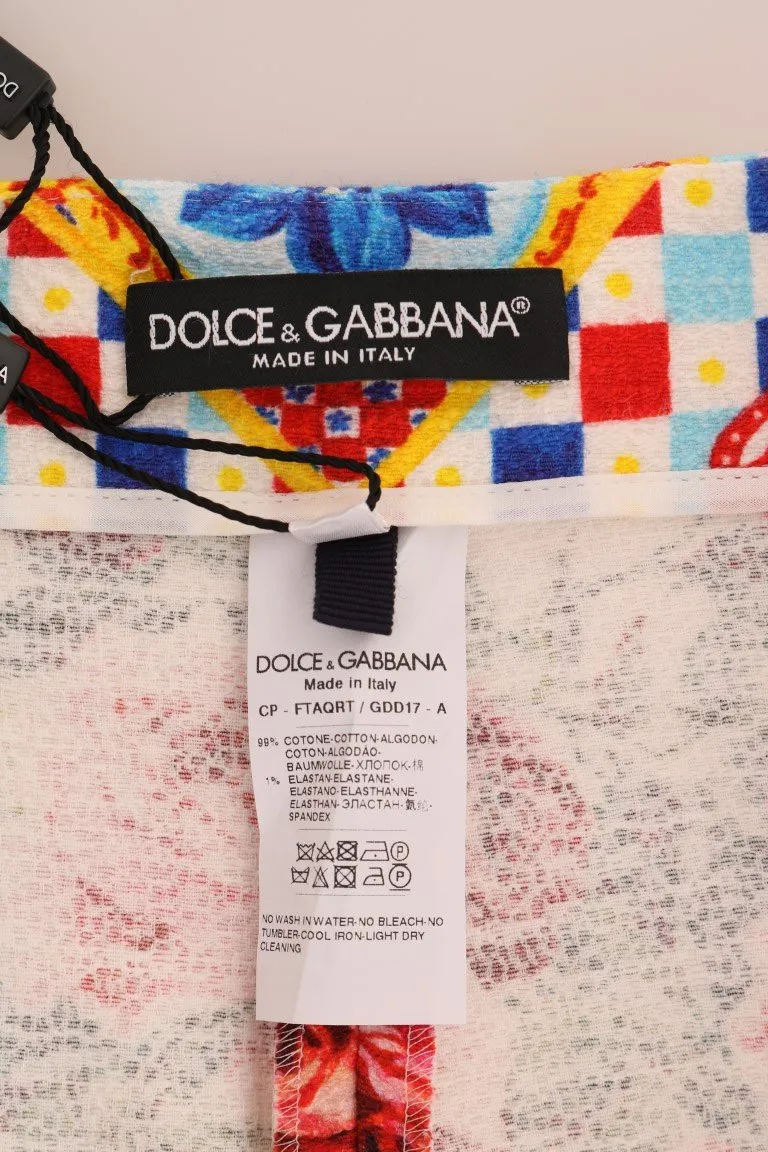 DO
A
DOLCE & GABBANA®
MADE IN ITALY
DOLCE & GABBANA
Made in Italy
CP - FTAQRT / GDD17 - A
99% COTONE-COTTON-ALGODON-
COTON-ALGODÃO-
BAUMWOLLE-ХЛОПОК-棉
1% ELASTAN-ELASTANE-
ELASTANO-ELASTHANNE-
ELASTHAN-ЭЛАСТАН-氨纶-
SPANDEX
P
P
NO WASH IN WATER-NO BLEACH-NO
TUMBLER-COOL IRON-LIGHT DRY
CLEANING